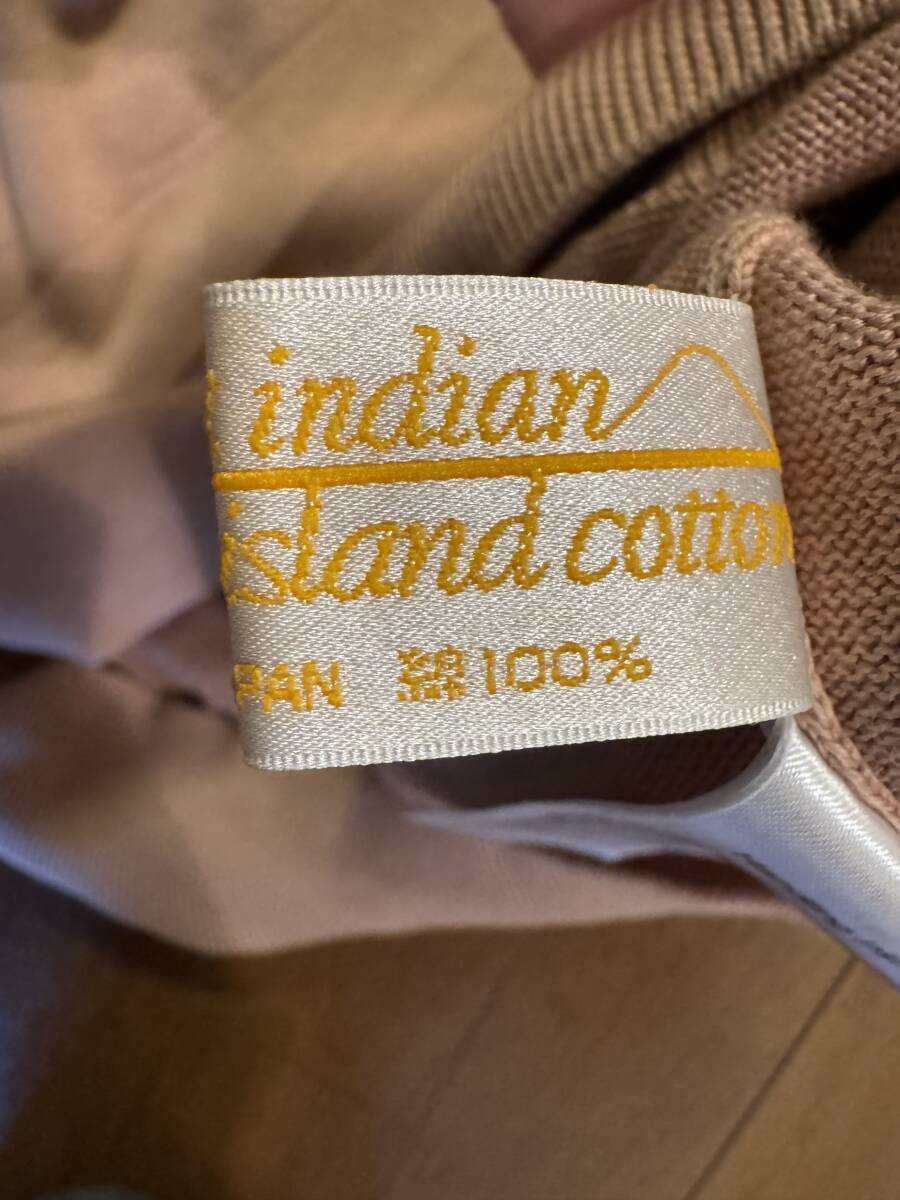 indian
island cotton
PAN 綿100%